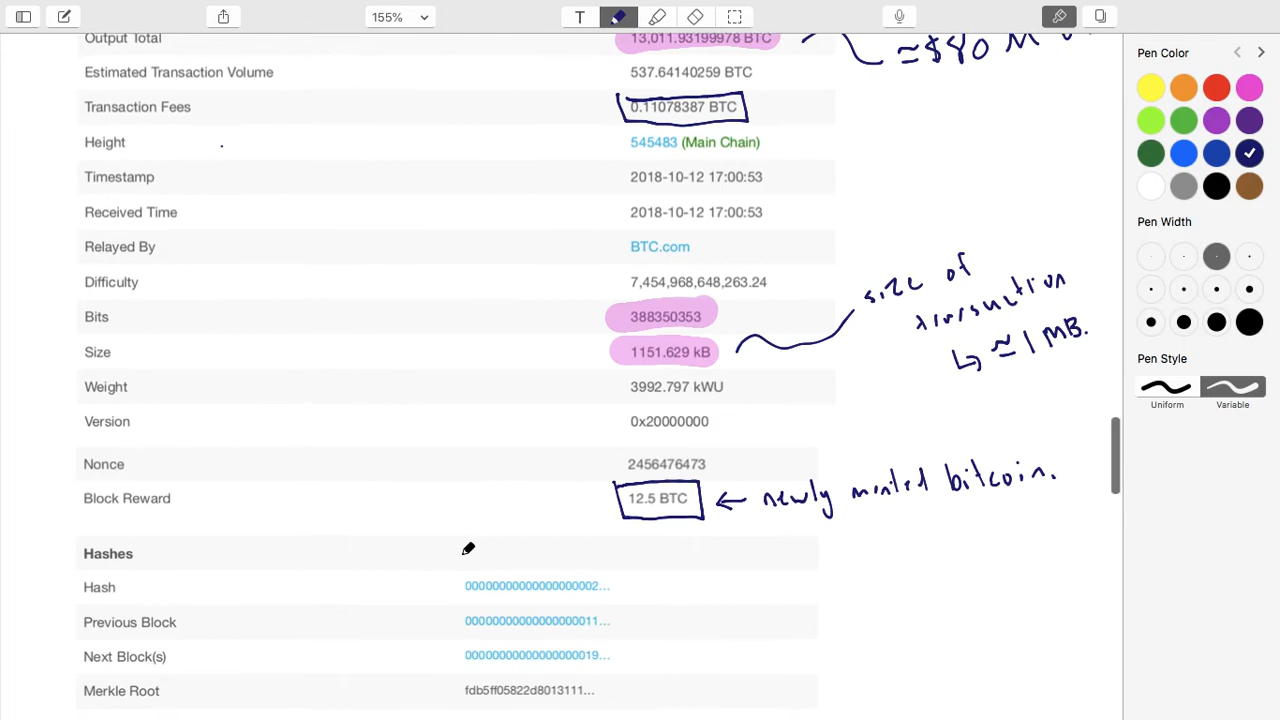 155%
T
Output Total 13,011.93199978 BTC
≃$80 M
Estimated Transaction Volume 537.64140259 BTC
Transaction Fees 0.11078387 BTC
Height 545483 (Main Chain)
Timestamp 2018-10-12 17:00:53
Received Time 2018-10-12 17:00:53
Relayed By BTC.com
Difficulty 7,454,968,648,263.24
Bits 388350353
Size 1151.629 kB
size of
transaction
↳ ≃ 1 MB.
Weight 3992.797 kWU
Version 0x20000000
Nonce 2456476473
Block Reward 12.5 BTC
← newly minted bitcoin.
Hashes
Hash 00000000000000000002...
Previous Block 00000000000000000011...
Next Block(s) 00000000000000000019...
Merkle Root fdb5ff05822d8013111...
Pen Color
Pen Width
Pen Style
Uniform Variable